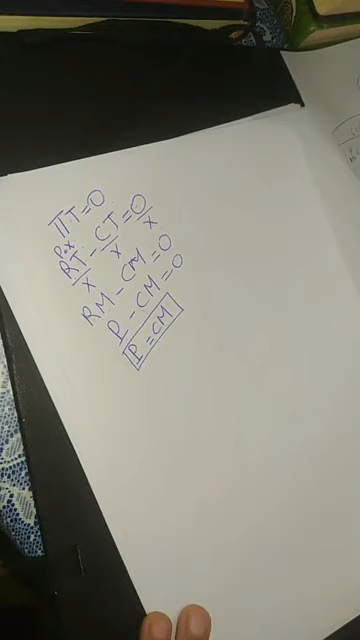 ΠT=0
P.x
RT/x - CT/x = 0/x
RM - CM = 0
P - CM = 0
P = CM